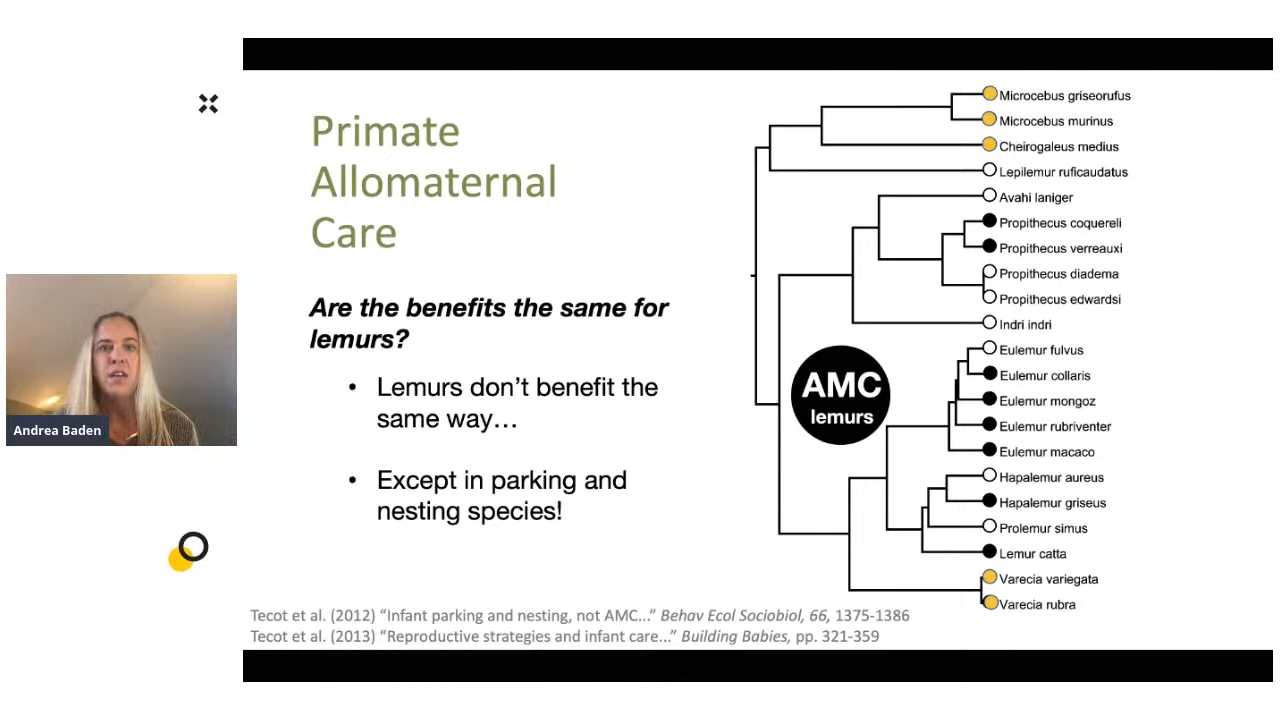 Primate
Allomaternal
Care
Are the benefits the same for
lemurs?
• Lemurs don’t benefit the
same way…
• Except in parking and
nesting species!
Andrea Baden
AMC
lemurs
Microcebus griseorufus
Microcebus murinus
Cheirogaleus medius
Lepilemur ruficaudatus
Avahi laniger
Propithecus coquereli
Propithecus verreauxi
Propithecus diadema
Propithecus edwardsi
Indri indri
Eulemur fulvus
Eulemur collaris
Eulemur mongoz
Eulemur rubriventer
Eulemur macaco
Hapalemur aureus
Hapalemur griseus
Prolemur simus
Lemur catta
Varecia variegata
Varecia rubra
Tecot et al. (2012) “Infant parking and nesting, not AMC…” Behav Ecol Sociobiol, 66, 1375-1386
Tecot et al. (2013) “Reproductive strategies and infant care…” Building Babies, pp. 321-359